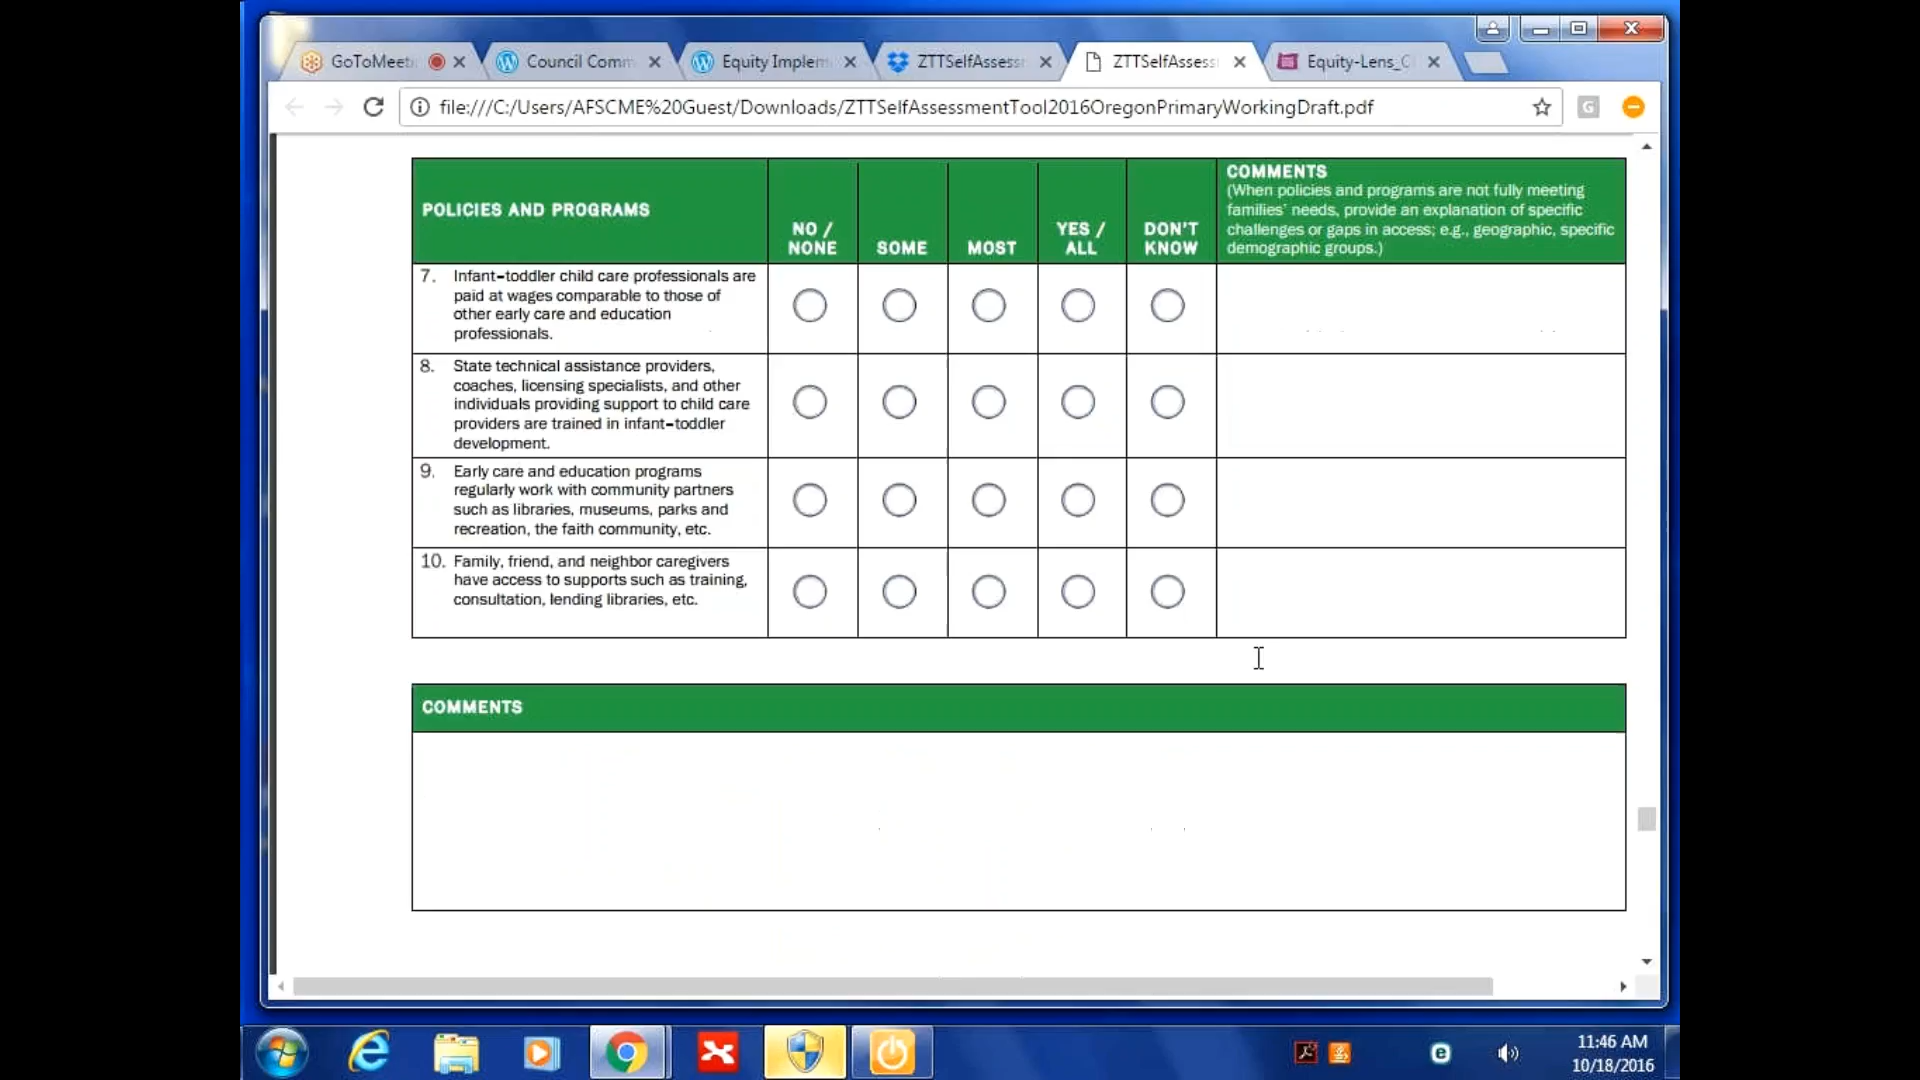 GoToMeet
Council Comm
Equity Implem
ZTTSelfAssess
ZTTSelfAssess
Equity-Lens_C
file:///C:/Users/AFSCME%20Guest/Downloads/ZTTSelfAssessmentTool2016OregonPrimaryWorkingDraft.pdf
G
POLICIES AND PROGRAMS
NO /
NONE
SOME
MOST
YES /
ALL
DON'T
KNOW
COMMENTS
(When policies and programs are not fully meeting
families' needs, provide an explanation of specific
challenges or gaps in access; e.g., geographic, specific
demographic groups.)
7. Infant-toddler child care professionals are
paid at wages comparable to those of
other early care and education
professionals.
8. State technical assistance providers,
coaches, licensing specialists, and other
individuals providing support to child care
providers are trained in infant-toddler
development.
9. Early care and education programs
regularly work with community partners
such as libraries, museums, parks and
recreation, the faith community, etc.
10. Family, friend, and neighbor caregivers
have access to supports such as training,
consultation, lending libraries, etc.
COMMENTS
11:46 AM
10/18/2016